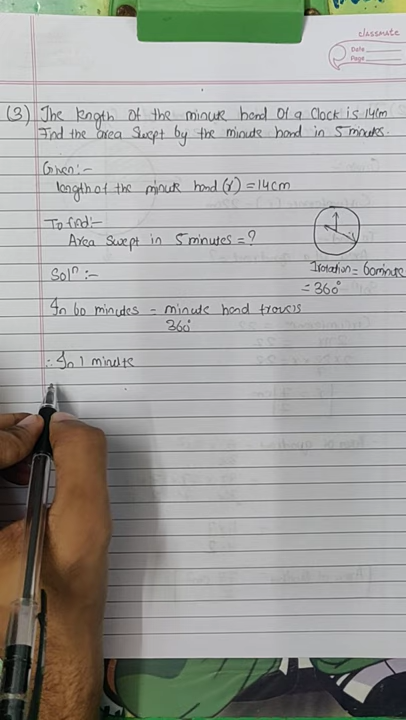 classmate
Date
Page
(3) The length of the minute hand of a Clock is 14cm
Find the area Swept by the minute hand in 5 minutes.
Given:-
length of the minute hand (r) = 14cm
To find:-
Area Swept in 5 minutes = ?
Solⁿ :-
1 rotation = 60 minute
= 360°
In 60 minutes = minute hand travels
360°
∴ In 1 minute